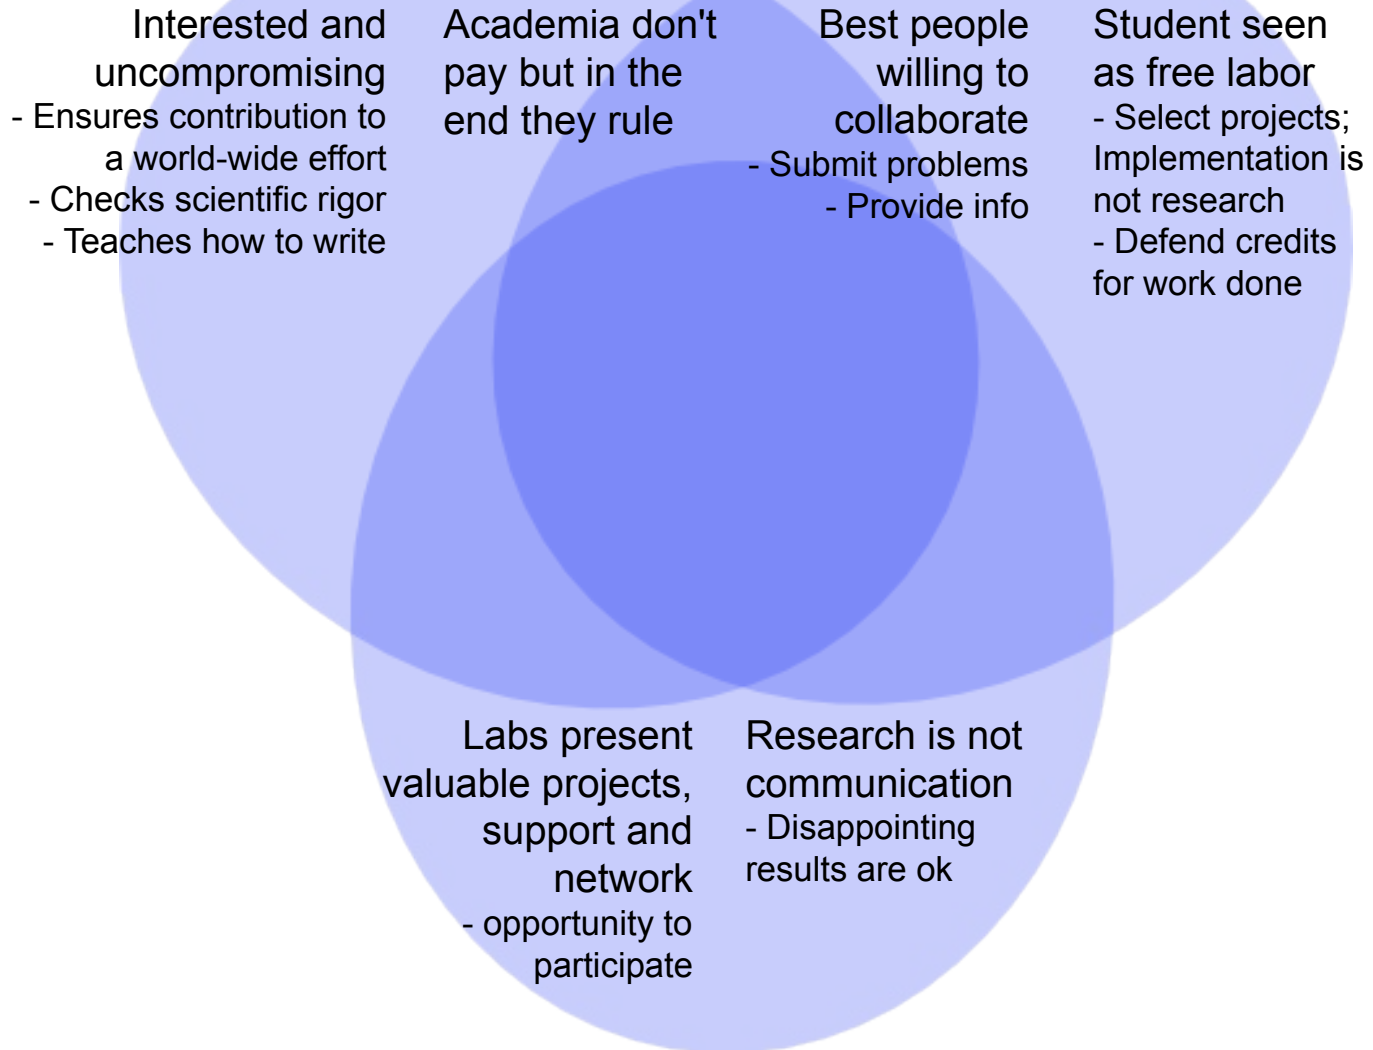 Interested and
uncompromising
- Ensures contribution to
a world-wide effort
- Checks scientific rigor
- Teaches how to write
Academia don't
pay but in the
end they rule
Best people
willing to
collaborate
- Submit problems
- Provide info
Student seen
as free labor
- Select projects;
Implementation is
not research
- Defend credits
for work done
Labs present
valuable projects,
support and
network
- opportunity to
participate
Research is not
communication
- Disappointing
results are ok